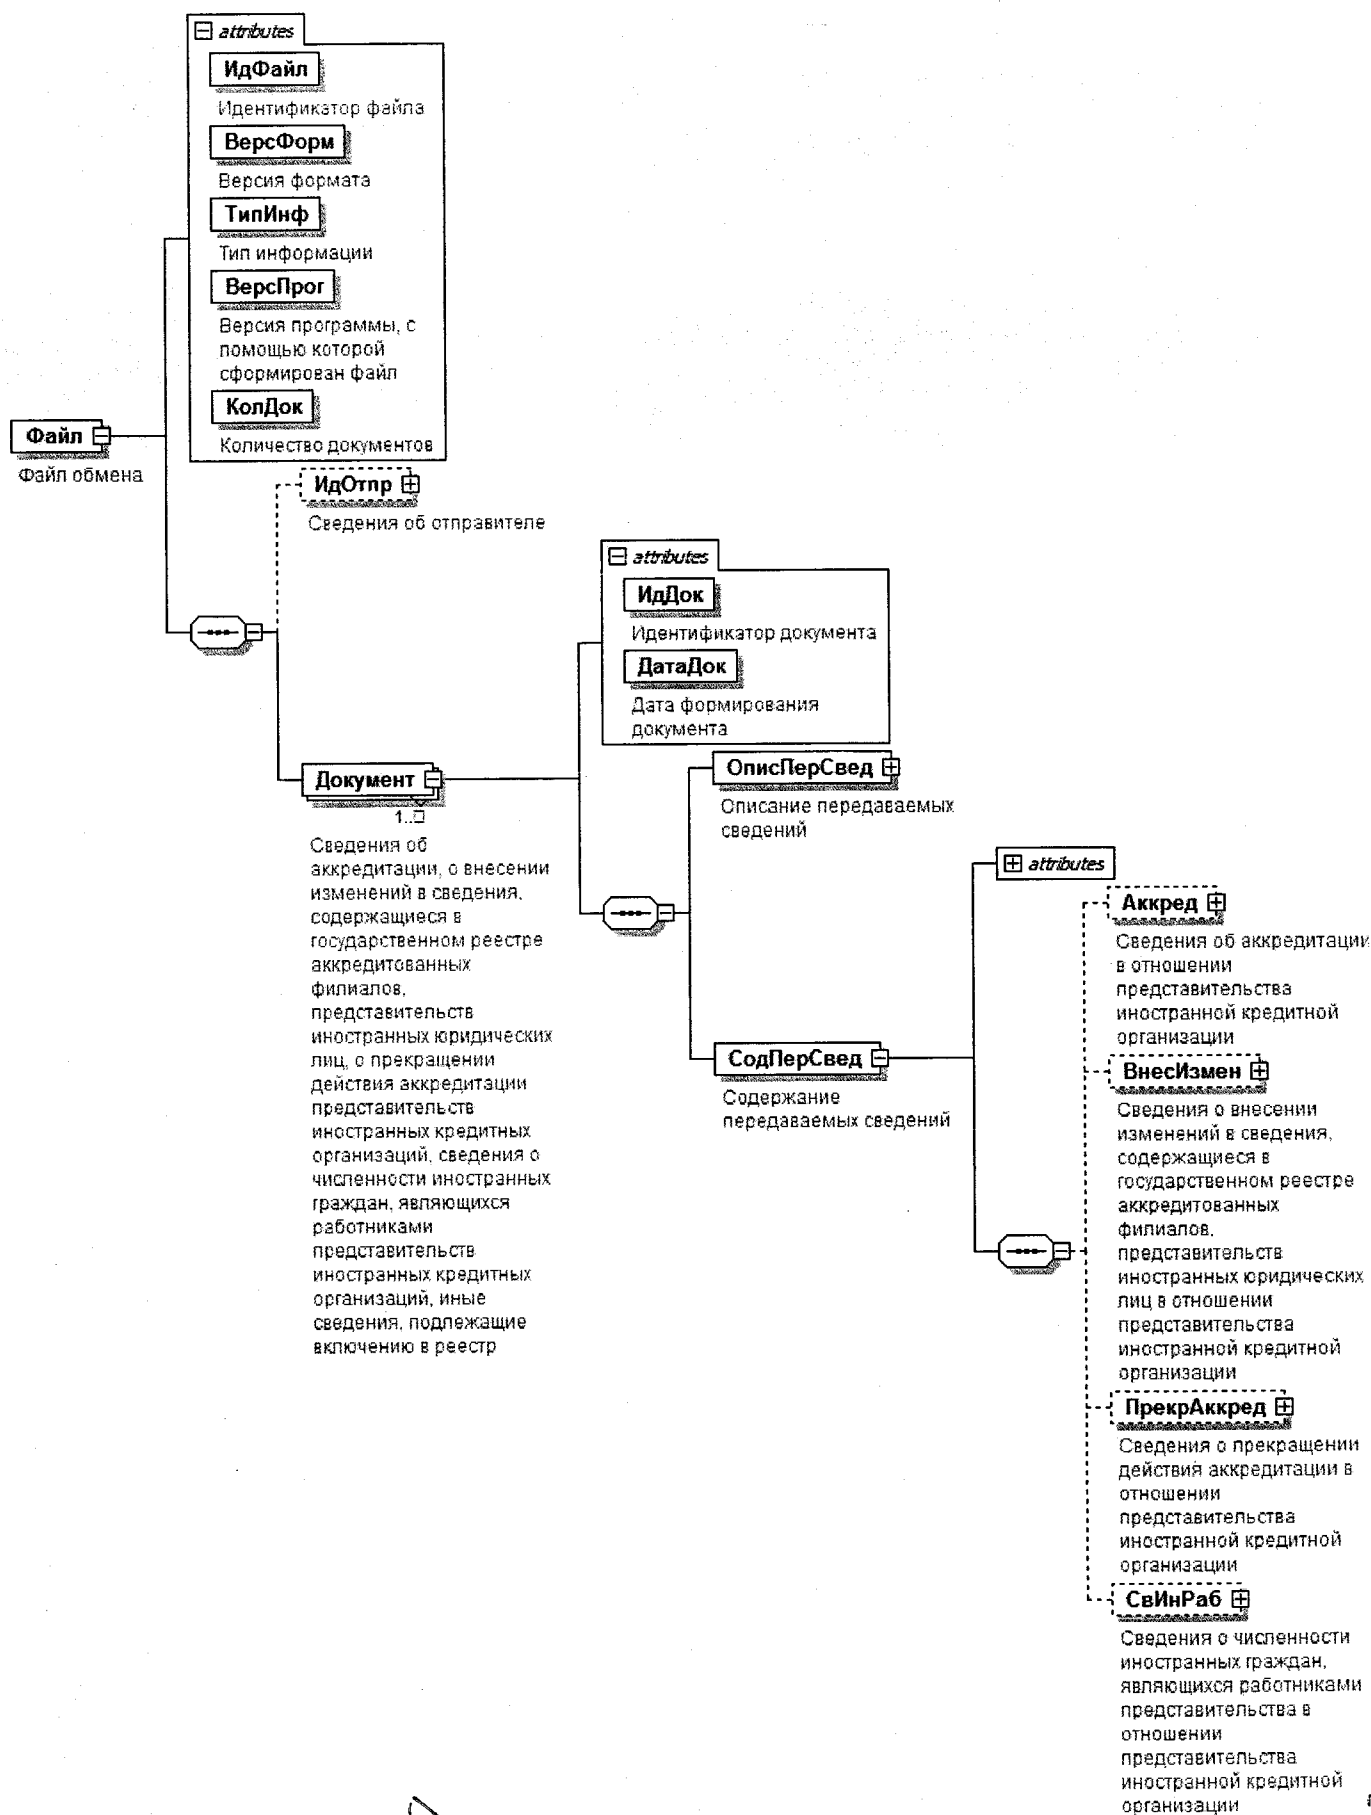 attributes
ИдФайл
Идентификатор файла
ВерсФорм
Версия формата
ТипИнф
Тип информации
ВерсПрог
Версия программы, с
помощью которой
сформирован файл
КолДок
Количество документов
Файл
Файл обмена
ИдОтпр
Сведения об отправителе
attributes
ИдДок
Идентификатор документа
ДатаДок
Дата формирования
документа
Документ
1..
Сведения об
аккредитации, о внесении
изменений в сведения,
содержащиеся в
государственном реестре
аккредитованных
филиалов,
представительств
иностранных юридических
лиц, о прекращении
действия аккредитации
представительств
иностранных кредитных
организаций, сведения о
численности иностранных
граждан, являющихся
работниками
представительств
иностранных кредитных
организаций, иные
сведения, подлежащие
включению в реестр
ОписПерСвед
Описание передаваемых
сведений
СодПерСвед
Содержание
передаваемых сведений
attributes
Аккред
Сведения об аккредитации
в отношении
представительства
иностранной кредитной
организации
ВнесИзмен
Сведения о внесении
изменений в сведения,
содержащиеся в
государственном реестре
аккредитованных
филиалов,
представительств
иностранных юридических
лиц в отношении
представительства
иностранной кредитной
организации
ПрекрАккред
Сведения о прекращении
действия аккредитации в
отношении
представительства
иностранной кредитной
организации
СвИнРаб
Сведения о численности
иностранных граждан,
являющихся работниками
представительства в
отношении
представительства
иностранной кредитной
организации